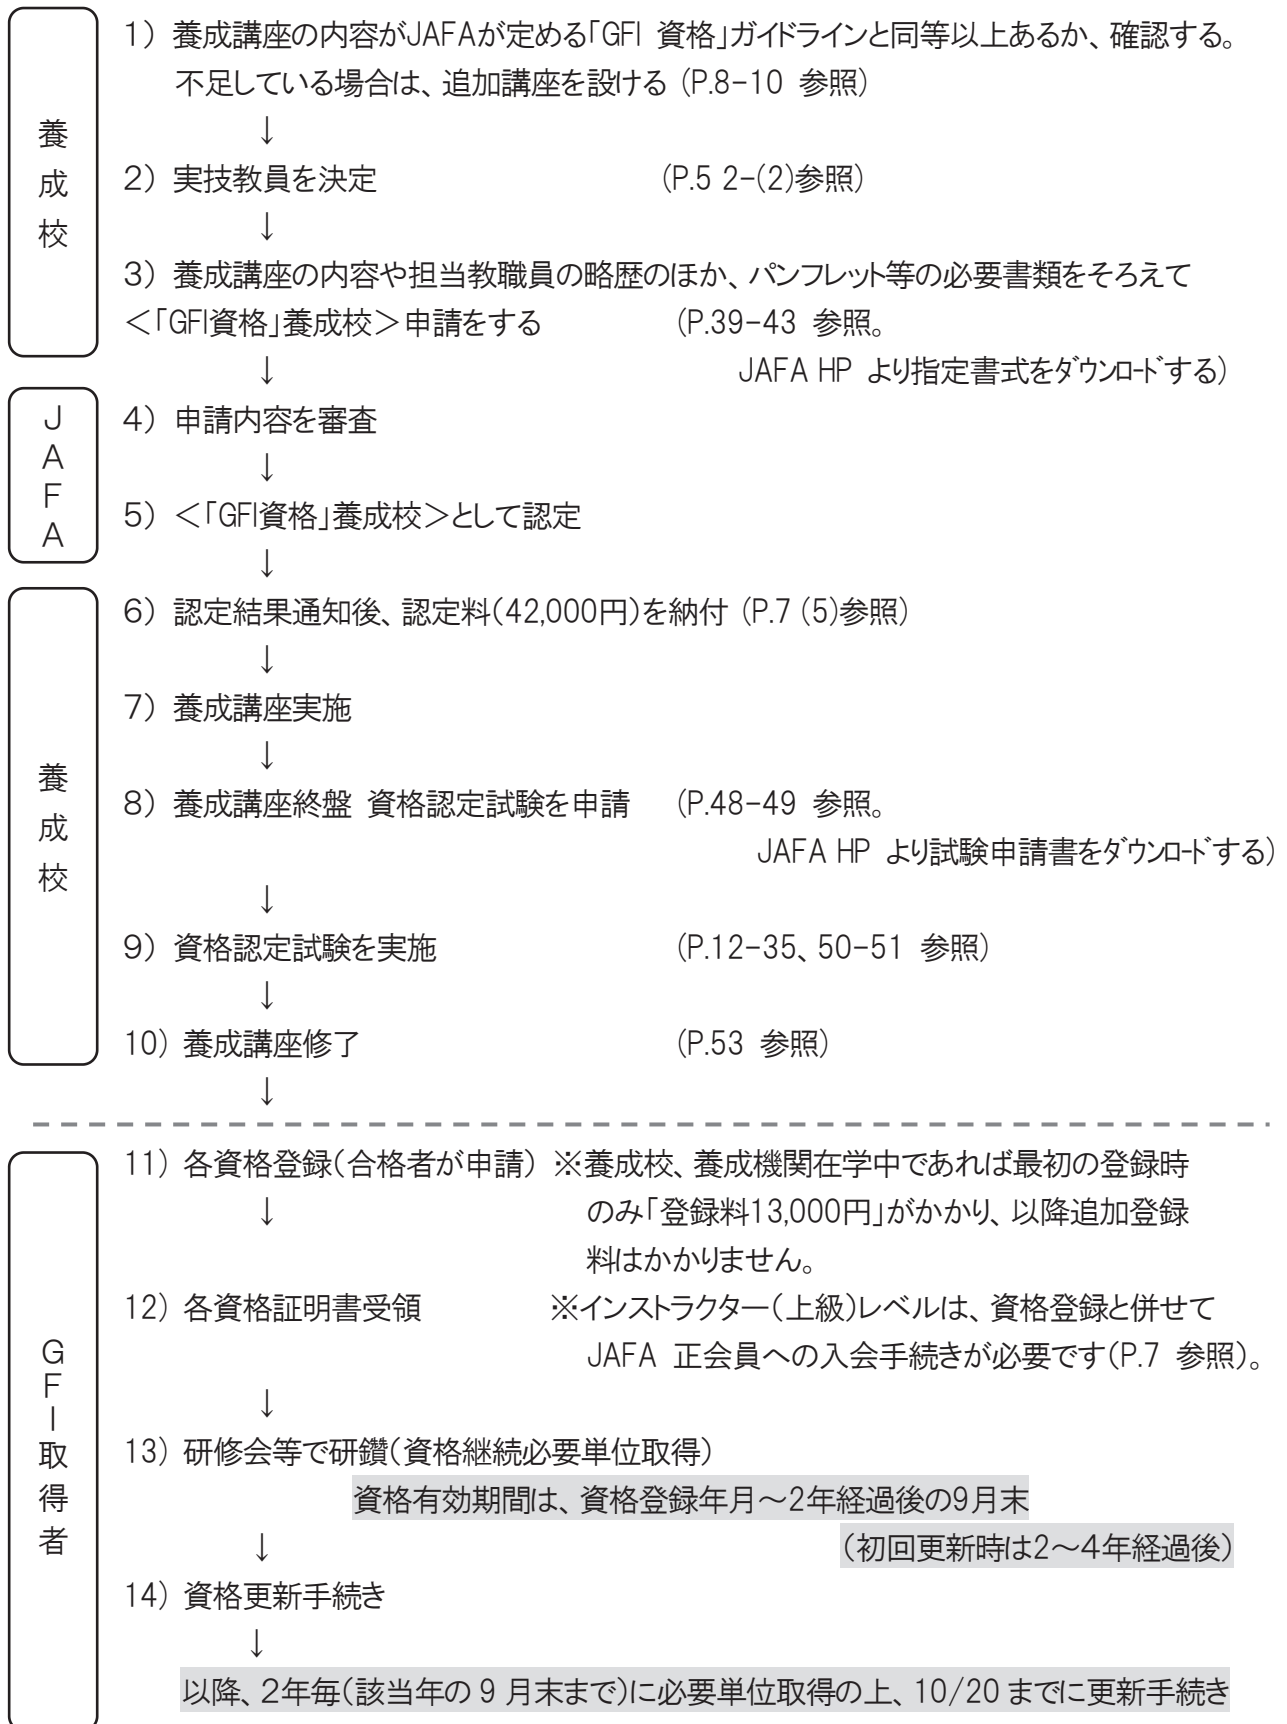 養成校
1) 養成講座の内容がJAFAが定める「GFI 資格」ガイドラインと同等以上あるか、確認する。
不足している場合は、追加講座を設ける (P.8-10 参照)
↓
2) 実技教員を決定 (P.5 2-(2)参照)
↓
3) 養成講座の内容や担当教職員の略歴のほか、パンフレット等の必要書類をそろえて
＜「GFI資格」養成校＞申請をする (P.39-43 参照。
↓ JAFA HP より指定書式をダウンロードする)
JAFA
4) 申請内容を審査
↓
5) ＜「GFI資格」養成校＞として認定
↓
養成校
6) 認定結果通知後、認定料(42,000円)を納付 (P.7 (5)参照)
↓
7) 養成講座実施
↓
8) 養成講座終盤 資格認定試験を申請 (P.48-49 参照。
JAFA HP より試験申請書をダウンロードする)
↓
9) 資格認定試験を実施 (P.12-35、50-51 参照)
↓
10) 養成講座修了 (P.53 参照)
↓
GFI取得者
11) 各資格登録(合格者が申請) ※養成校、養成機関在学中であれば最初の登録時
↓ のみ「登録料13,000円」がかかり、以降追加登録
料はかかりません。
12) 各資格証明書受領 ※インストラクター(上級)レベルは、資格登録と併せて
JAFA 正会員への入会手続きが必要です(P.7 参照)。
↓
13) 研修会等で研鑽(資格継続必要単位取得)
資格有効期間は、資格登録年月～2年経過後の9月末
↓ (初回更新時は2～4年経過後)
14) 資格更新手続き
↓
以降、2年毎(該当年の 9 月末まで)に必要単位取得の上、10/20 までに更新手続き